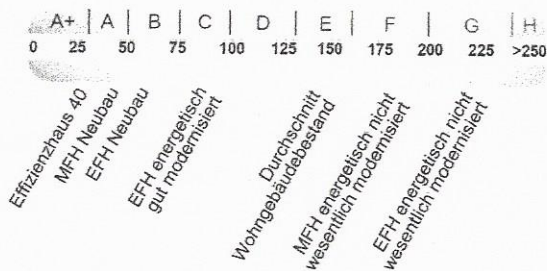 A+ | A | B | C | D | E | F | G | H
0 25 50 75 100 125 150 175 200 225 >250
Effizienzhaus 40
MFH Neubau
EFH Neubau
EFH energetisch
gut modernisiert
Durchschnitt
Wohngebäudebestand
MFH energetisch nicht
wesentlich modernisiert
EFH energetisch nicht
wesentlich modernisiert